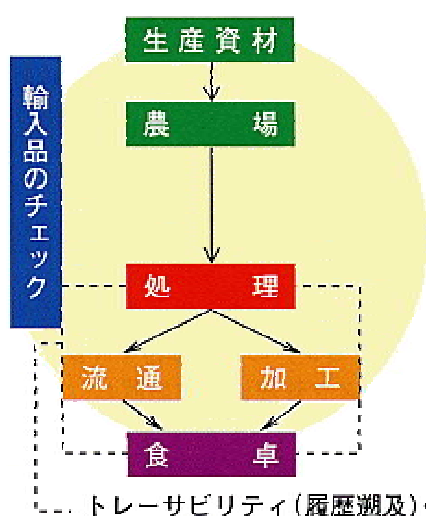 生産資材
輸入品のチェック
農場
処理
流通
加工
食卓
トレーサビリティ(履歴遡及)